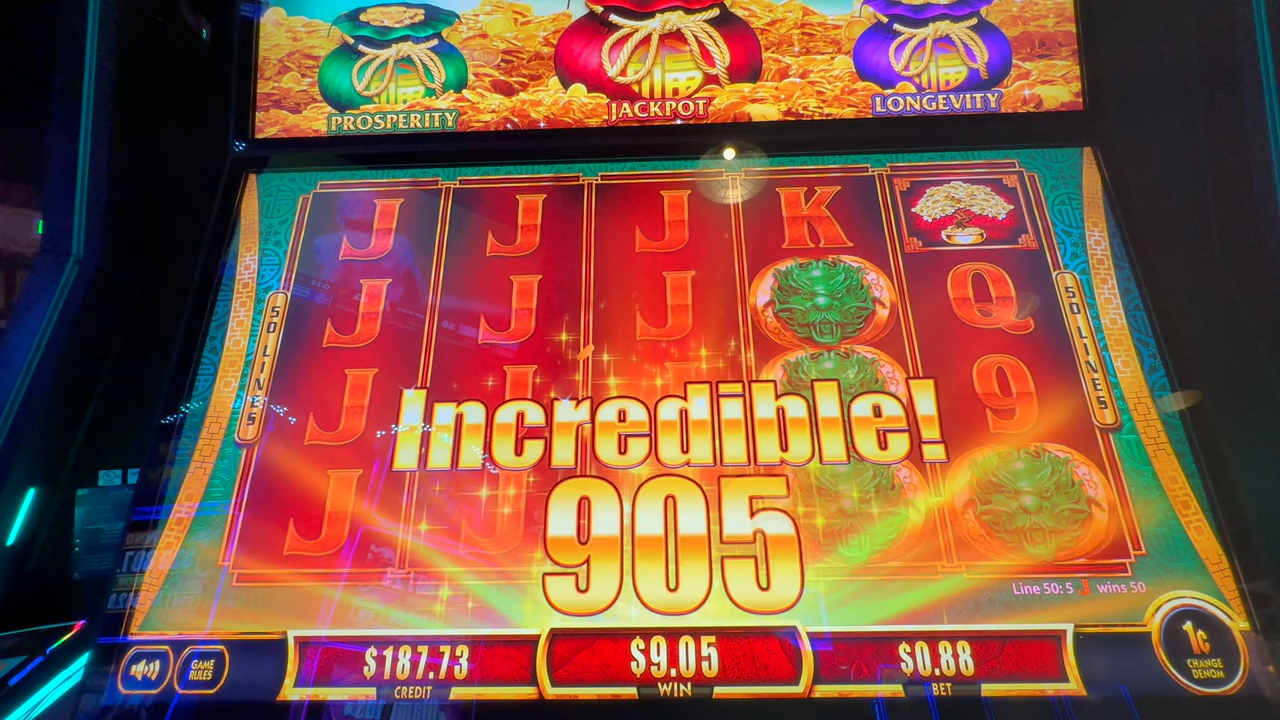 PROSPERITY
JACKPOT
LONGEVITY
J J J K
J J J Q
J J 9
J J
50 LINES
50 LINES
Incredible!
905
Line 50: 5 J wins 50
GAME
RULES
$187.73
CREDIT
$9.05
WIN
$0.88
BET
1¢
CHANGE
DENOM